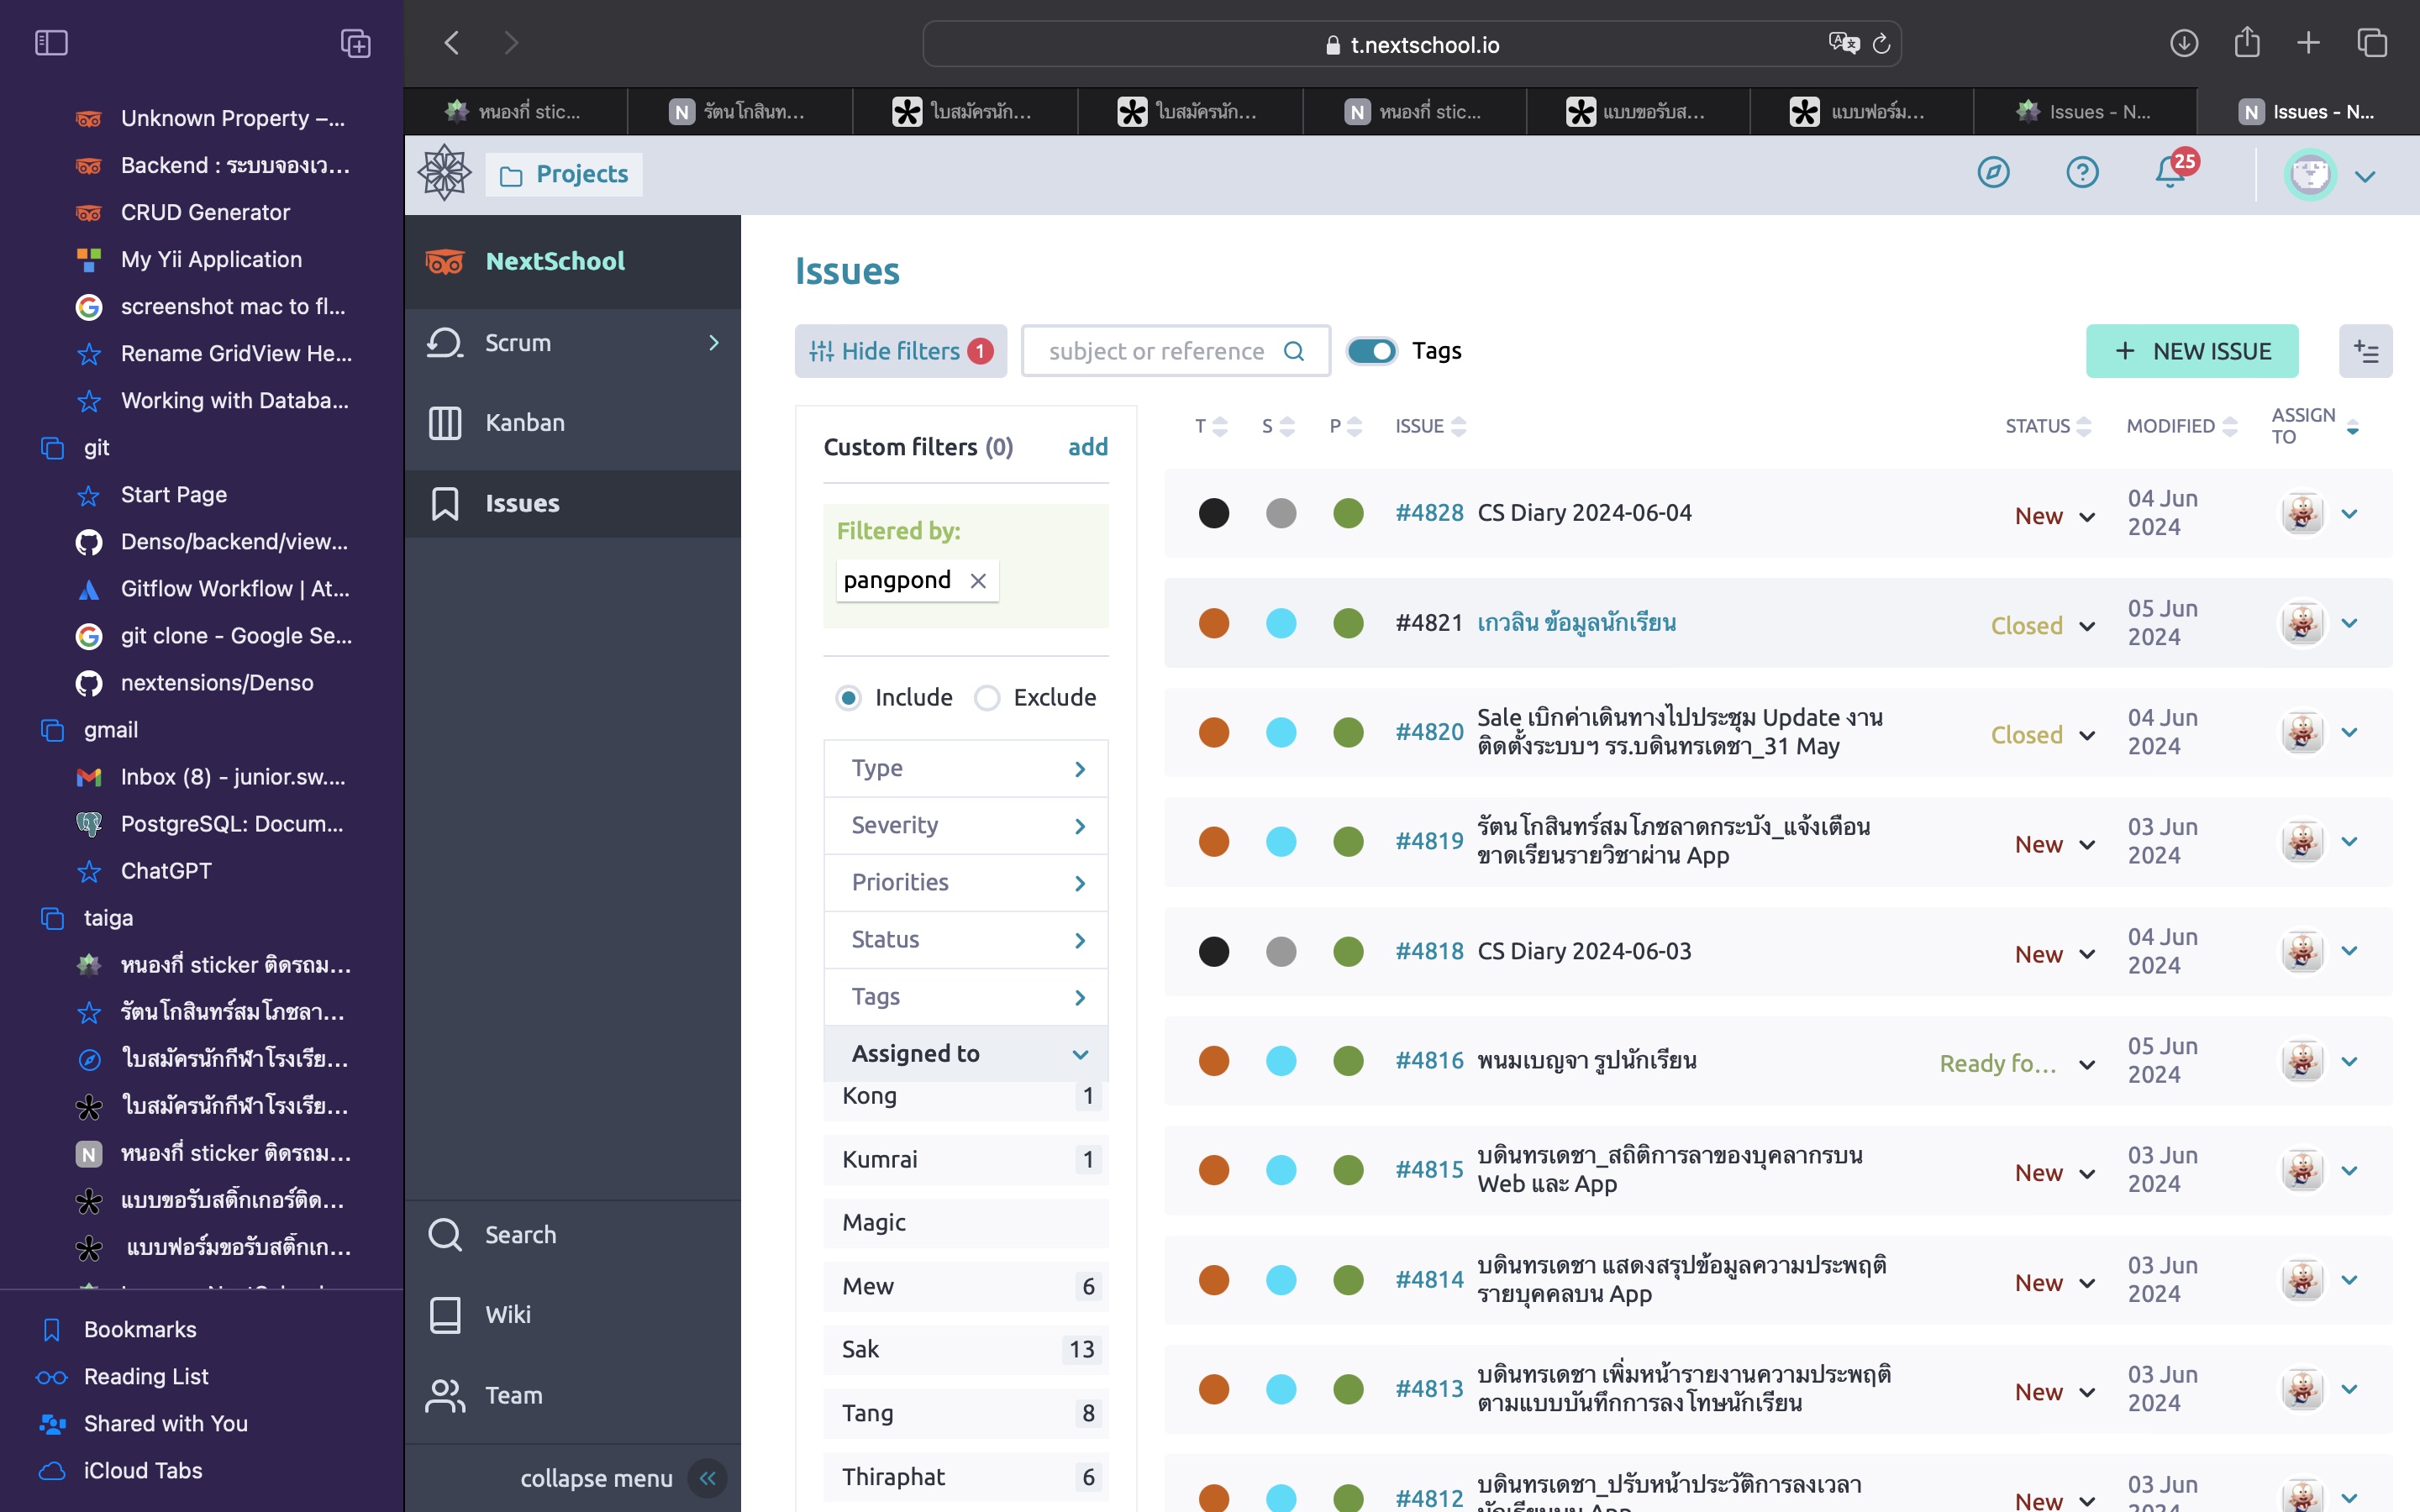 t.nextschool.io
Unknown Property –...
Backend : ระบบจองเว...
CRUD Generator
My Yii Application
screenshot mac to fl...
Rename GridView He...
Working with Databa...
git
Start Page
Denso/backend/view...
Gitflow Workflow | At...
git clone - Google Se...
nextensions/Denso
gmail
Inbox (8) - junior.sw....
PostgreSQL: Docum...
ChatGPT
taiga
หนองกี่ sticker ติดรถม...
รัตนโกสินทร์สมโภชลา...
ใบสมัครนักกีฬาโรงเรีย...
ใบสมัครนักกีฬาโรงเรีย...
หนองกี่ sticker ติดรถม...
แบบขอรับสติ๊กเกอร์ติด...
แบบฟอร์มขอรับสติ๊กเก...
Bookmarks
Reading List
Shared with You
iCloud Tabs
หนองกี่ stic... รัตนโกสินท... ใบสมัครนัก... ใบสมัครนัก... หนองกี่ stic... แบบขอรับส... แบบฟอร์ม... Issues - N... Issues - N...
Projects
25
NextSchool
Scrum
Kanban
Issues
Search
Wiki
Team
collapse menu
Issues
Hide filters 1
subject or reference
Tags
+ NEW ISSUE
Custom filters (0) add
Filtered by:
pangpond
Include Exclude
Type
Severity
Priorities
Status
Tags
Assigned to
Kong 1
Kumrai 1
Magic
Mew 6
Sak 13
Tang 8
Thiraphat 6
T S P ISSUE STATUS MODIFIED ASSIGN TO
#4828 CS Diary 2024-06-04 New 04 Jun 2024
#4821 เกวลิน ข้อมูลนักเรียน Closed 05 Jun 2024
#4820 Sale เบิกค่าเดินทางไปประชุม Update งาน
ติดตั้งระบบฯ รร.บดินทรเดชา_31 May Closed 04 Jun 2024
#4819 รัตนโกสินทร์สมโภชลาดกระบัง_แจ้งเตือน
ขาดเรียนรายวิชาผ่าน App New 03 Jun 2024
#4818 CS Diary 2024-06-03 New 04 Jun 2024
#4816 พนมเบญจา รูปนักเรียน Ready fo... 05 Jun 2024
#4815 บดินทรเดชา_สถิติการลาของบุคลากรบน
Web และ App New 03 Jun 2024
#4814 บดินทรเดชา แสดงสรุปข้อมูลความประพฤติ
รายบุคคลบน App New 03 Jun 2024
#4813 บดินทรเดชา เพิ่มหน้ารายงานความประพฤติ
ตามแบบบันทึกการลงโทษนักเรียน New 03 Jun 2024
#4812 บดินทรเดชา_ปรับหน้าประวัติการลงเวลา
New 03 Jun